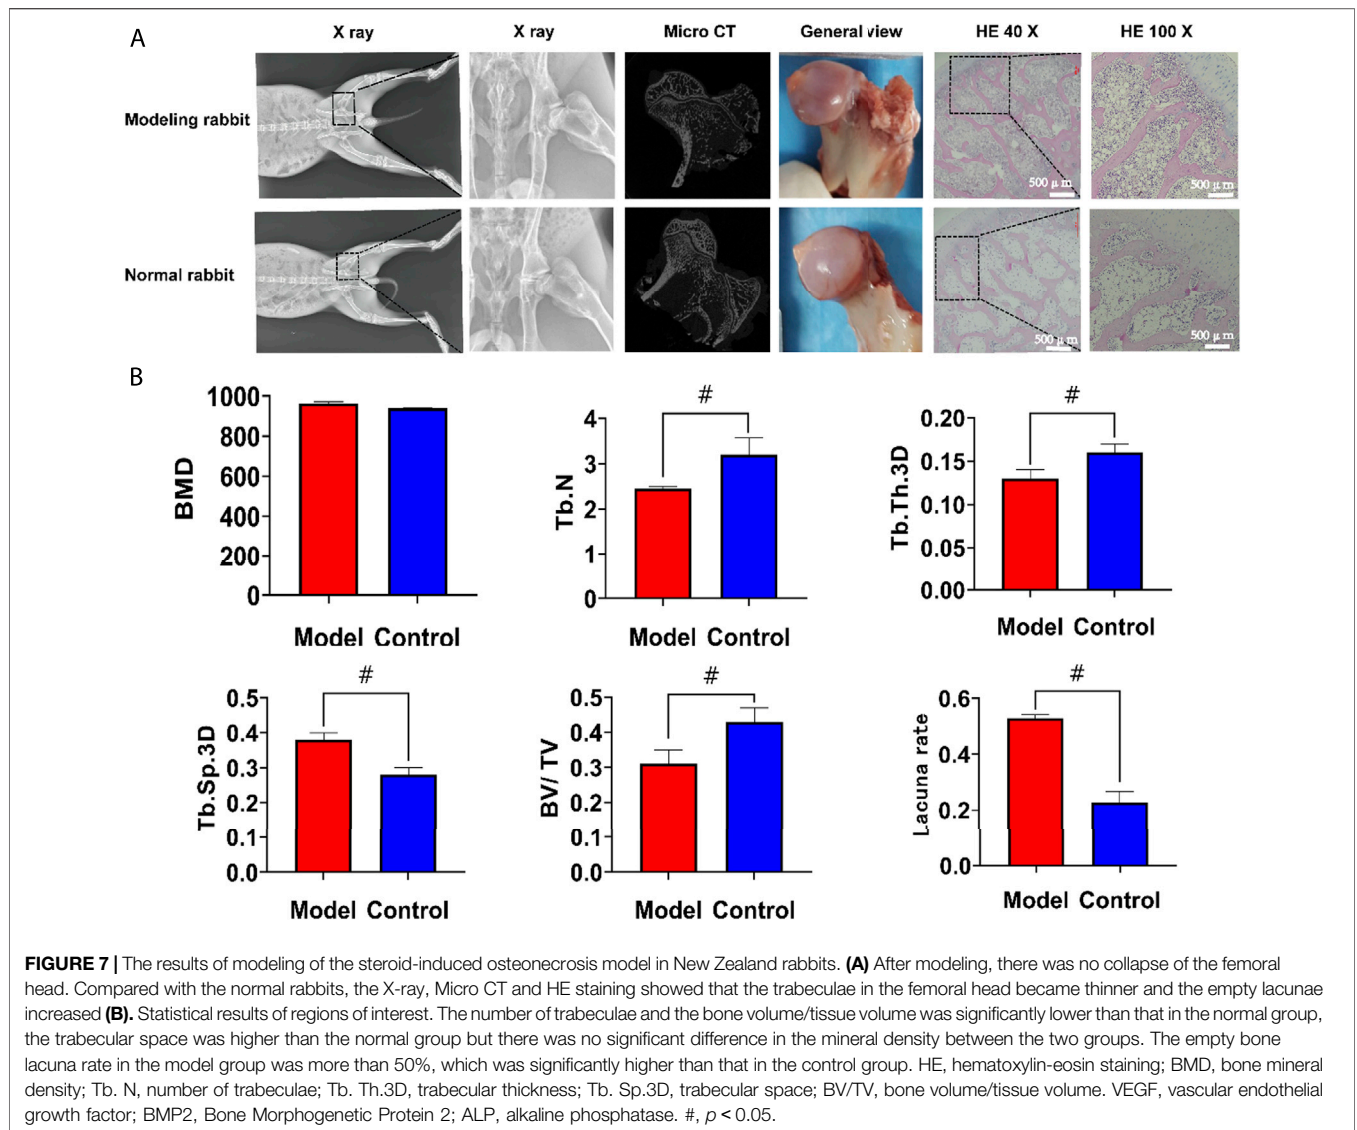 A
X ray
X ray
Micro CT
General view
HE 40 X
HE 100 X
Modeling rabbit
500 μm
500 μm
Normal rabbit
500 μm
500 μm
B
BMD
1000
800
600
400
200
0
Model Control
#
Tb.N
4
3
2
1
0
Model Control
#
Tb.Th.3D
0.20
0.15
0.10
0.05
0.00
Model Control
#
Tb.Sp.3D
0.5
0.4
0.3
0.2
0.1
0.0
Model Control
#
BV/ TV
0.5
0.4
0.3
0.2
0.1
0.0
Model Control
#
Lacuna rate
0.6
0.4
0.2
0.0
Model Control
FIGURE 7 | The results of modeling of the steroid-induced osteonecrosis model in New Zealand rabbits. (A) After modeling, there was no collapse of the femoral
head. Compared with the normal rabbits, the X-ray, Micro CT and HE staining showed that the trabeculae in the femoral head became thinner and the empty lacunae
increased (B). Statistical results of regions of interest. The number of trabeculae and the bone volume/tissue volume was significantly lower than that in the normal group,
the trabecular space was higher than the normal group but there was no significant difference in the mineral density between the two groups. The empty bone
lacuna rate in the model group was more than 50%, which was significantly higher than that in the control group. HE, hematoxylin-eosin staining; BMD, bone mineral
density; Tb. N, number of trabeculae; Tb. Th.3D, trabecular thickness; Tb. Sp.3D, trabecular space; BV/TV, bone volume/tissue volume. VEGF, vascular endothelial
growth factor; BMP2, Bone Morphogenetic Protein 2; ALP, alkaline phosphatase. #, p < 0.05.